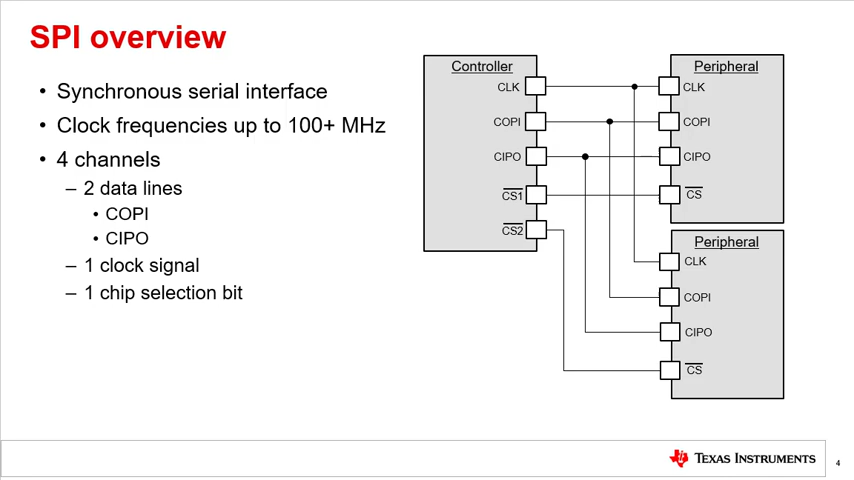 SPI overview
• Synchronous serial interface
• Clock frequencies up to 100+ MHz
• 4 channels
– 2 data lines
• COPI
• CIPO
– 1 clock signal
– 1 chip selection bit
Controller
CLK
COPI
CIPO
CS1
CS2
Peripheral
CLK
COPI
CIPO
CS
Peripheral
CLK
COPI
CIPO
CS
TEXAS INSTRUMENTS
4